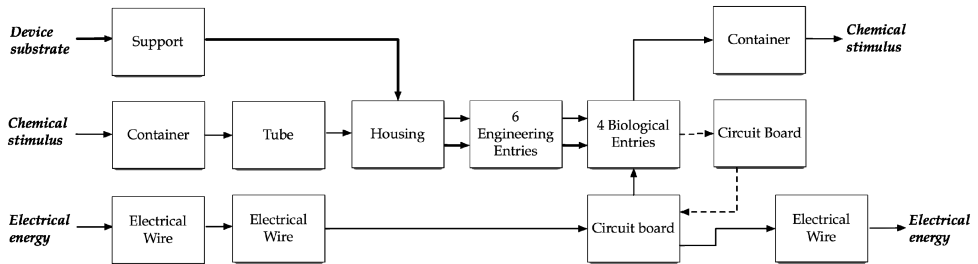 Device
substrate
Support
Container
Chemical
stimulus
Chemical
stimulus
Container
Tube
Housing
6
Engineering
Entries
4 Biological
Entries
Circuit Board
Electrical
energy
Electrical
Wire
Electrical
Wire
Circuit board
Electrical
Wire
Electrical
energy